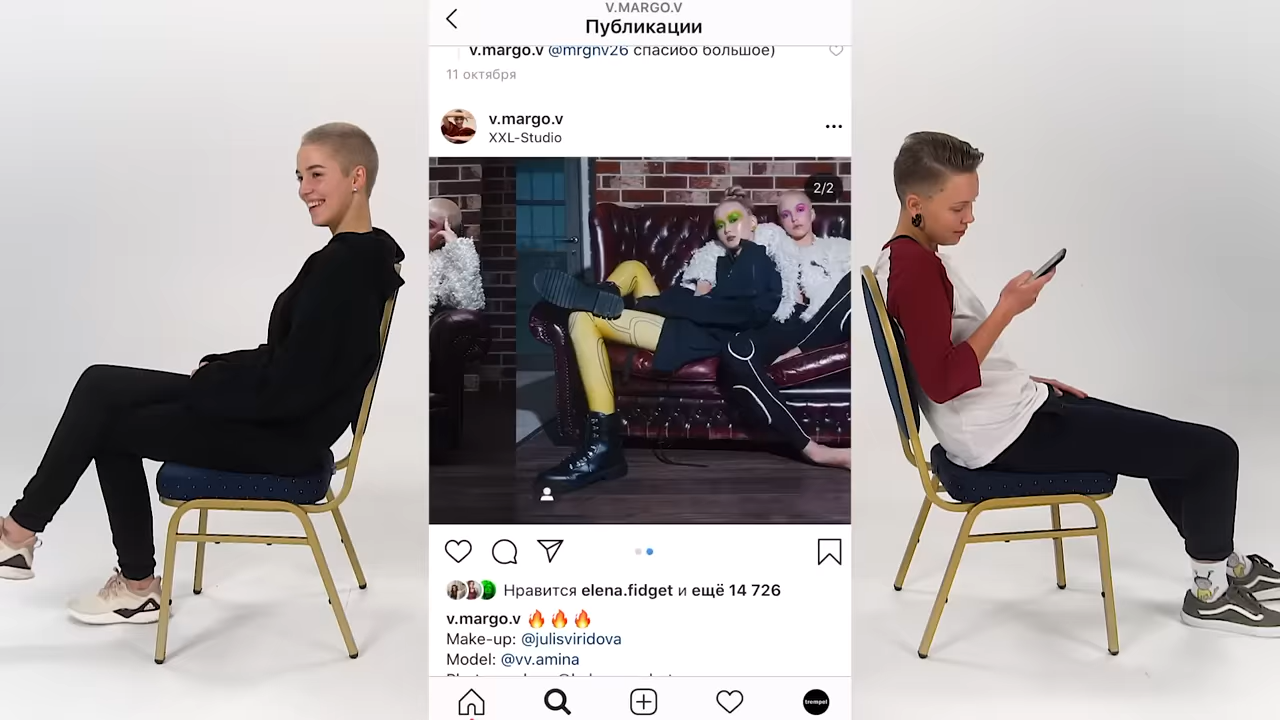 V.MARGO.V
Публикации
v.margo.v @mrgnv26 спасибо большое)
11 октября
v.margo.v
XXL-Studio
2/2
Нравится elena.fidget и ещё 14 726
v.margo.v 🔥🔥🔥
Make-up: @julisviridova
Model: @vv.amina
trempel